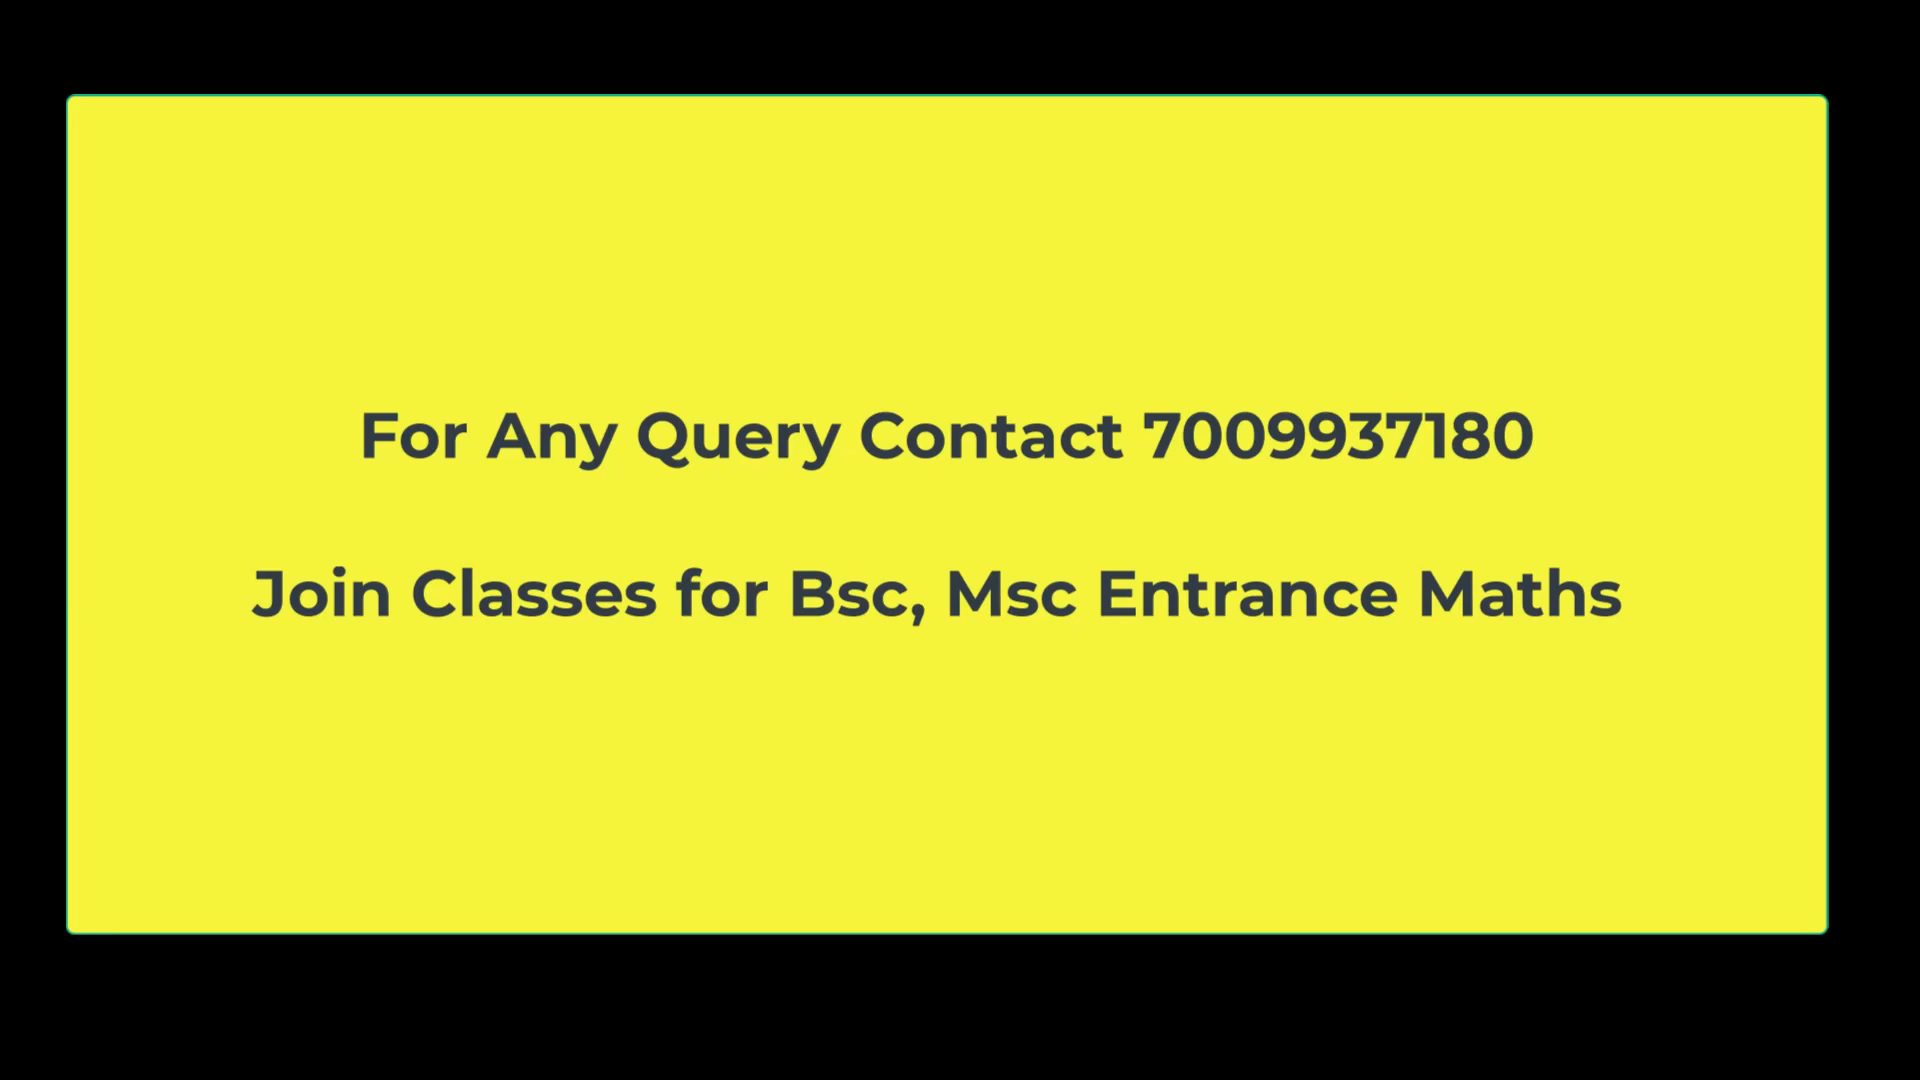 For Any Query Contact 7009937180
Join Classes for Bsc, Msc Entrance Maths